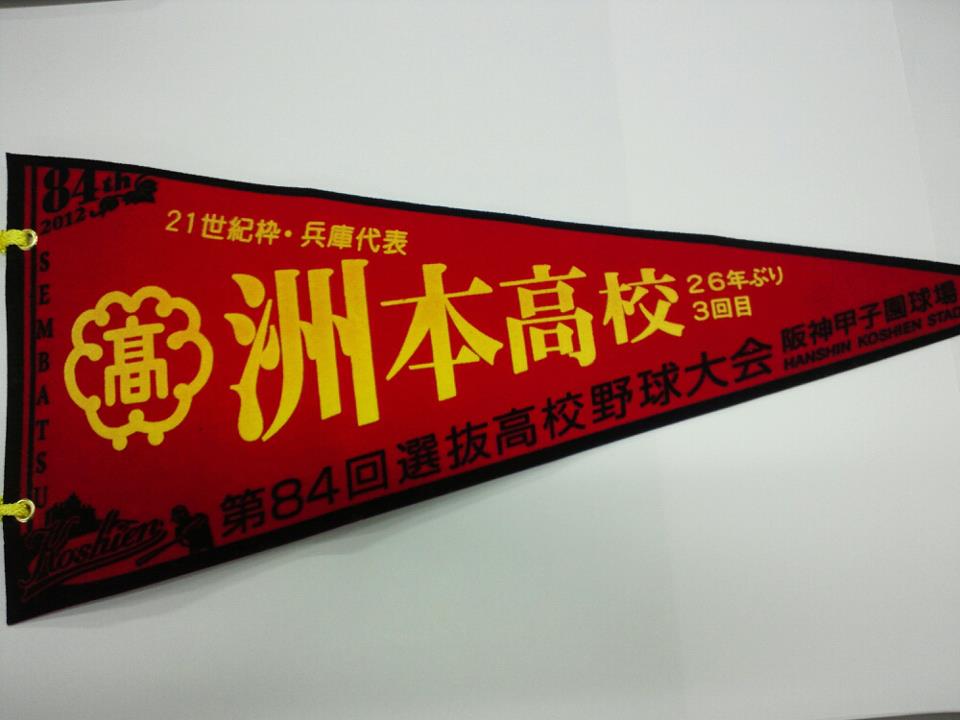 84th
2012
SEMBATSU
21世紀枠・兵庫代表
高
洲本高校
26年ぶり
3回目
第84回選抜高校野球大会
阪神甲子園球場
HANSHIN KOSHIEN STAD
Koshien